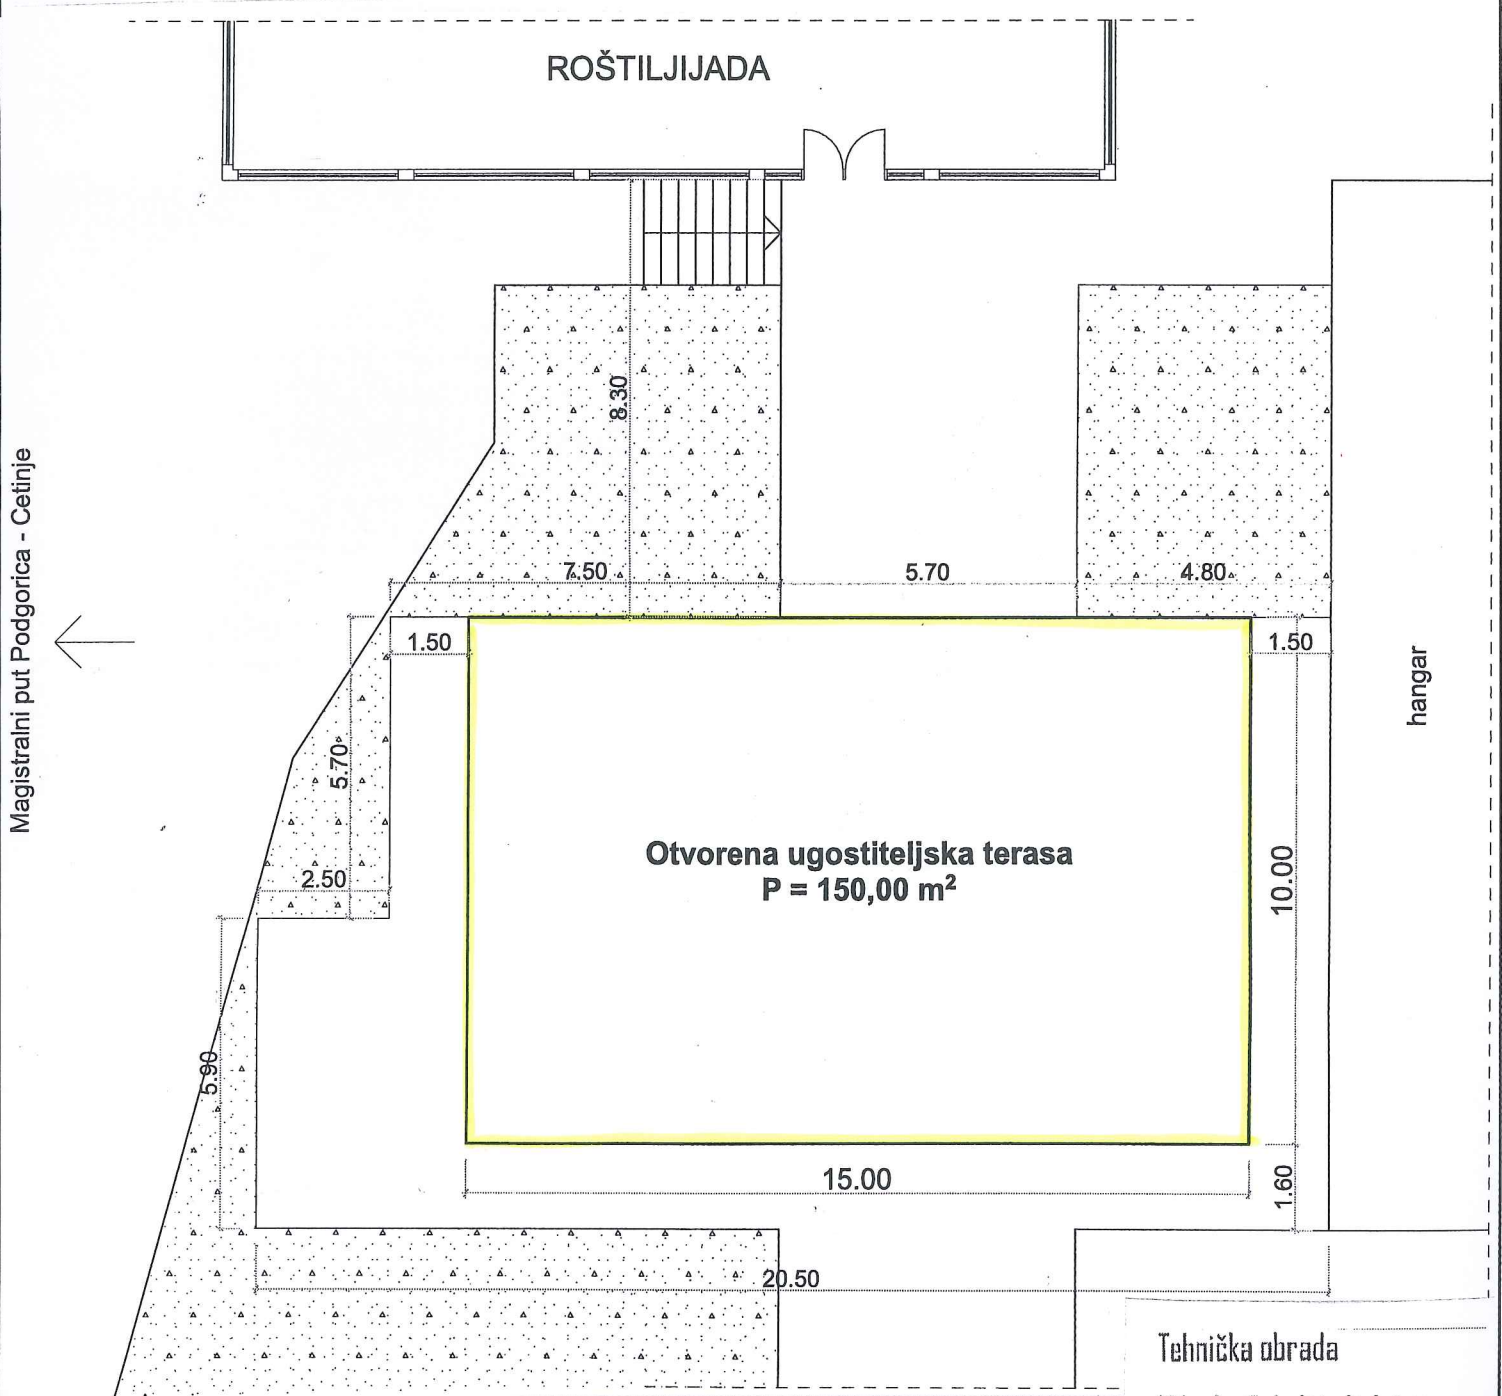 ROŠTILJIJADA
8.30
Magistralni put Podgorica - Cetinje
7.50
5.70
4.80
1.50
1.50
hangar
5.70
Otvorena ugostiteljska terasa
P = 150,00 m²
10.00
2.50
5.90
15.00
1.60
20.50
Tehnička obrada